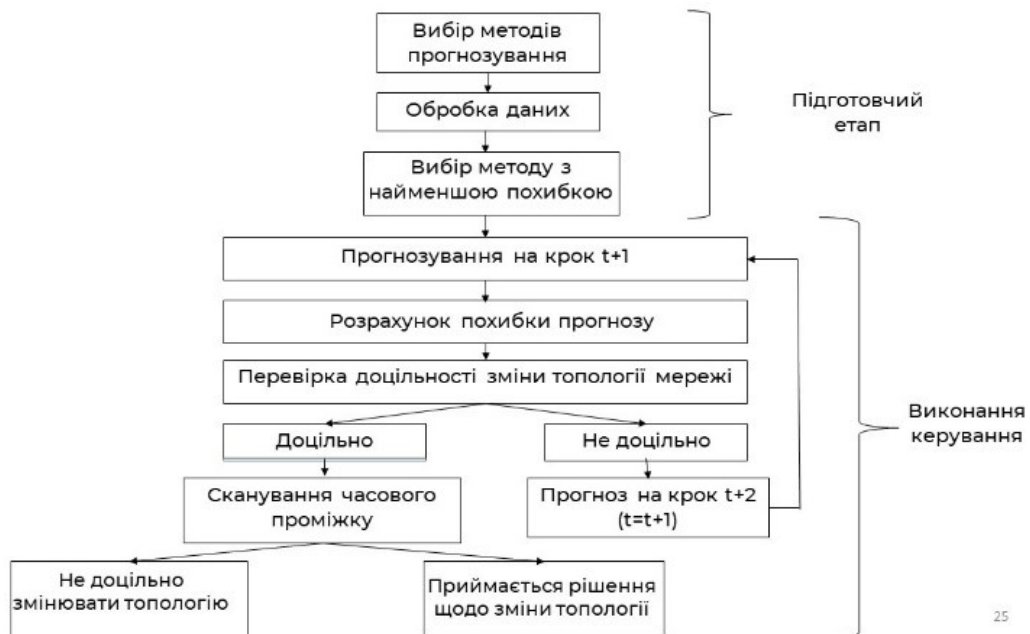 Вибір методів
прогнозування
Обробка даних
Підготовчий
етап
Вибір методу з
найменшою похибкою
Прогнозування на крок t+1
Розрахунок похибки прогнозу
Перевірка доцільності зміни топології мережі
Доцільно
Не доцільно
Виконання
керування
Сканування часового
проміжку
Прогноз на крок t+2
(t=t+1)
Не доцільно
змінювати топологію
Приймається рішення
щодо зміни топології
25